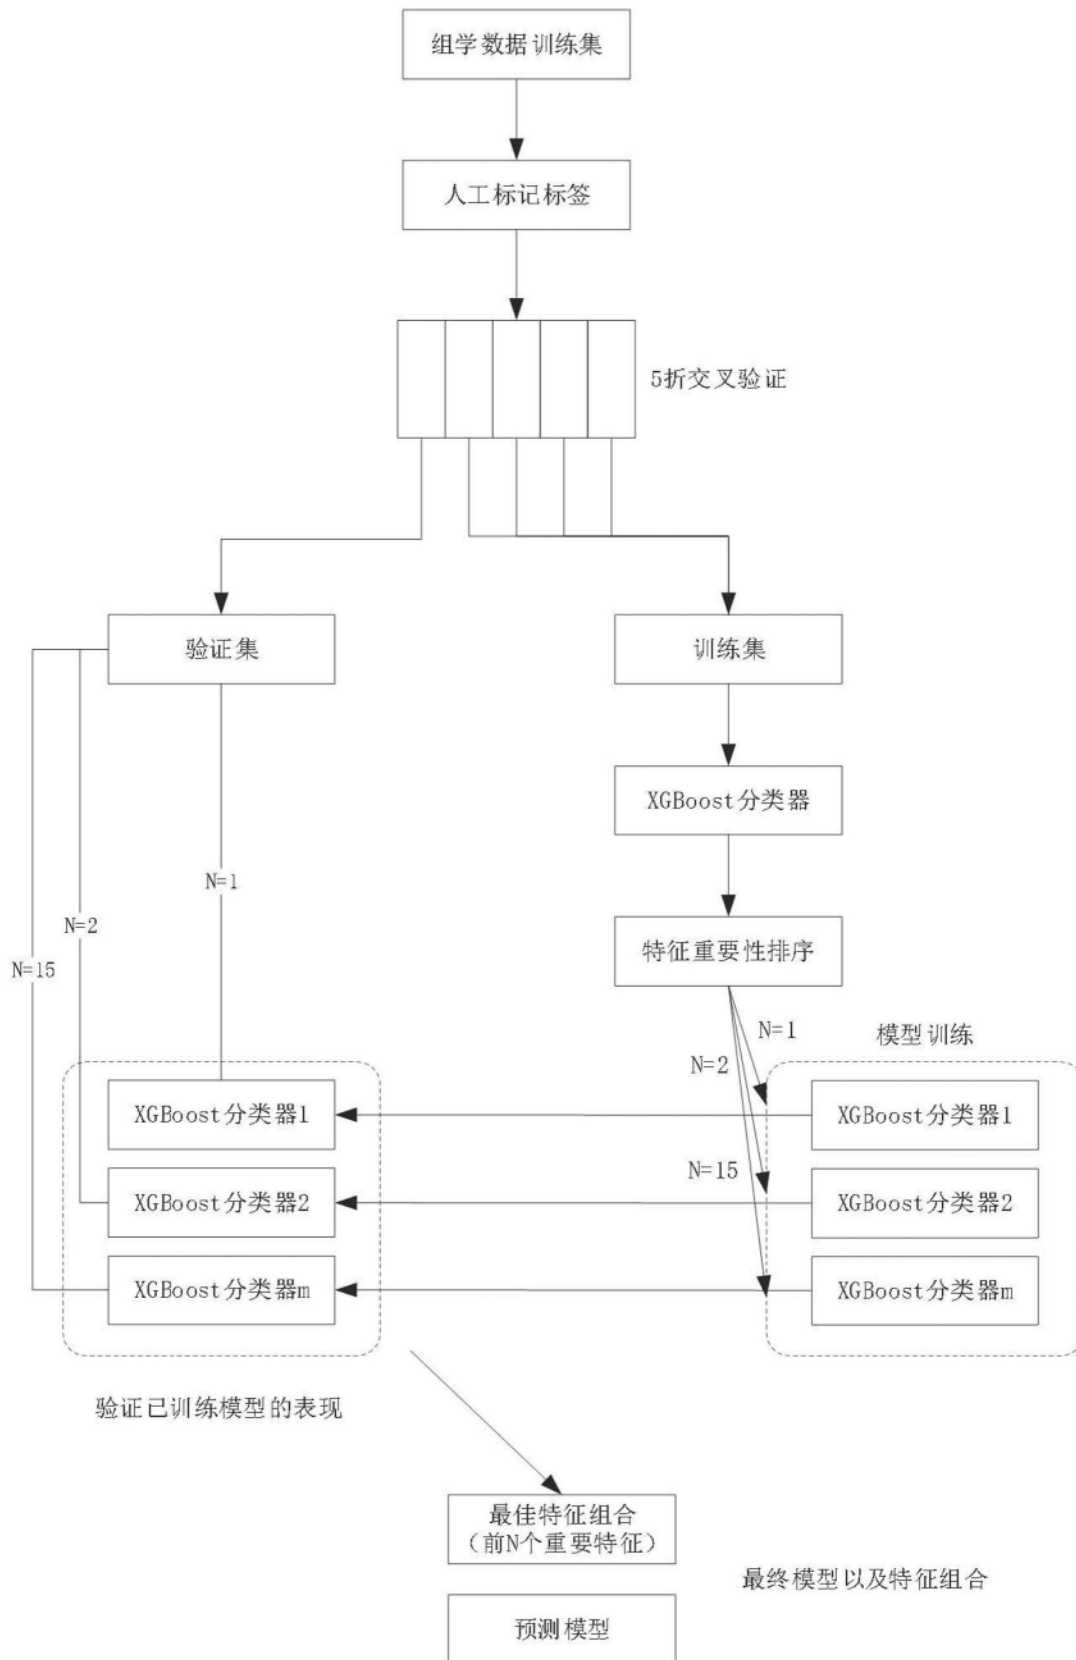 组学数据训练集
人工标记标签
5折交叉验证
验证集
训练集
XGBoost分类器
N=1
N=2
特征重要性排序
N=15
N=1
模型训练
N=2
XGBoost分类器1
XGBoost分类器1
N=15
XGBoost分类器2
XGBoost分类器2
XGBoost分类器m
XGBoost分类器m
验证已训练模型的表现
最佳特征组合
（前N个重要特征）
最终模型以及特征组合
预测模型